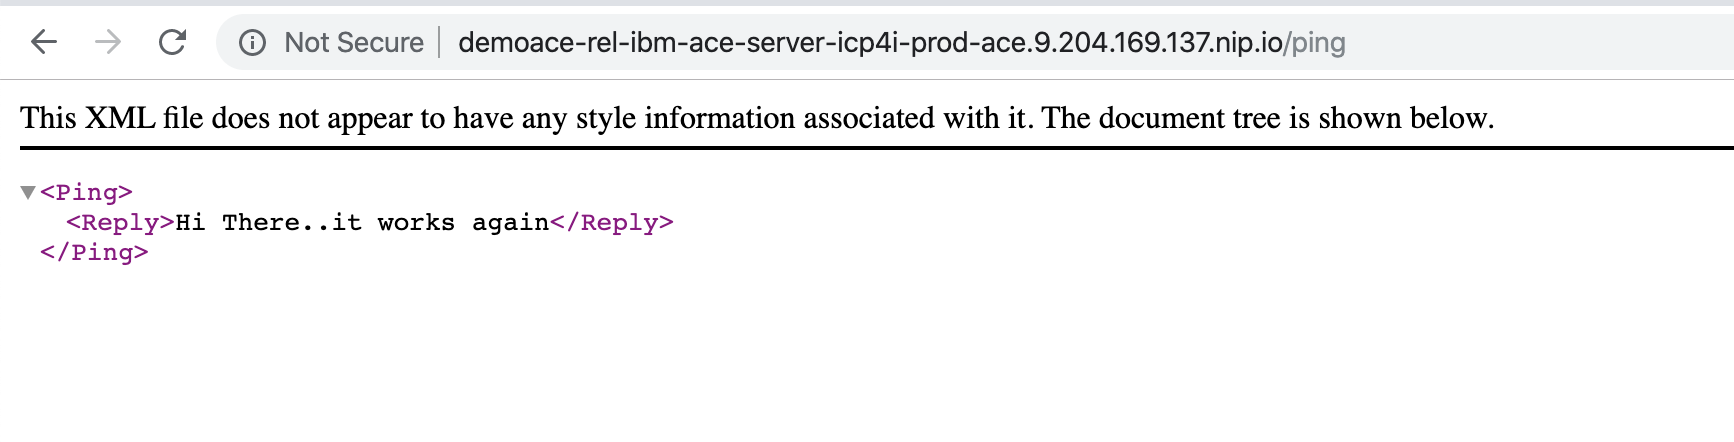 Not Secure demoace-rel-ibm-ace-server-icp4i-prod-ace.9.204.169.137.nip.io/ping
This XML file does not appear to have any style information associated with it. The document tree is shown below.
<Ping>
<Reply>Hi There..it works again</Reply>
</Ping>